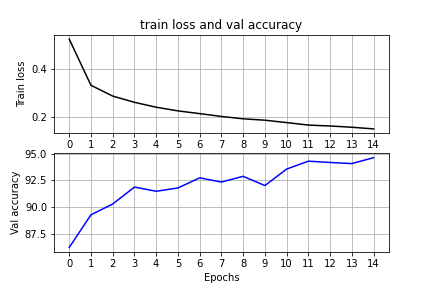 train loss and val accuracy
Train loss
0.4
0.2
0 1 2 3 4 5 6 7 8 9 10 11 12 13 14
Val accuracy
95.0
92.5
90.0
87.5
0 1 2 3 4 5 6 7 8 9 10 11 12 13 14
Epochs